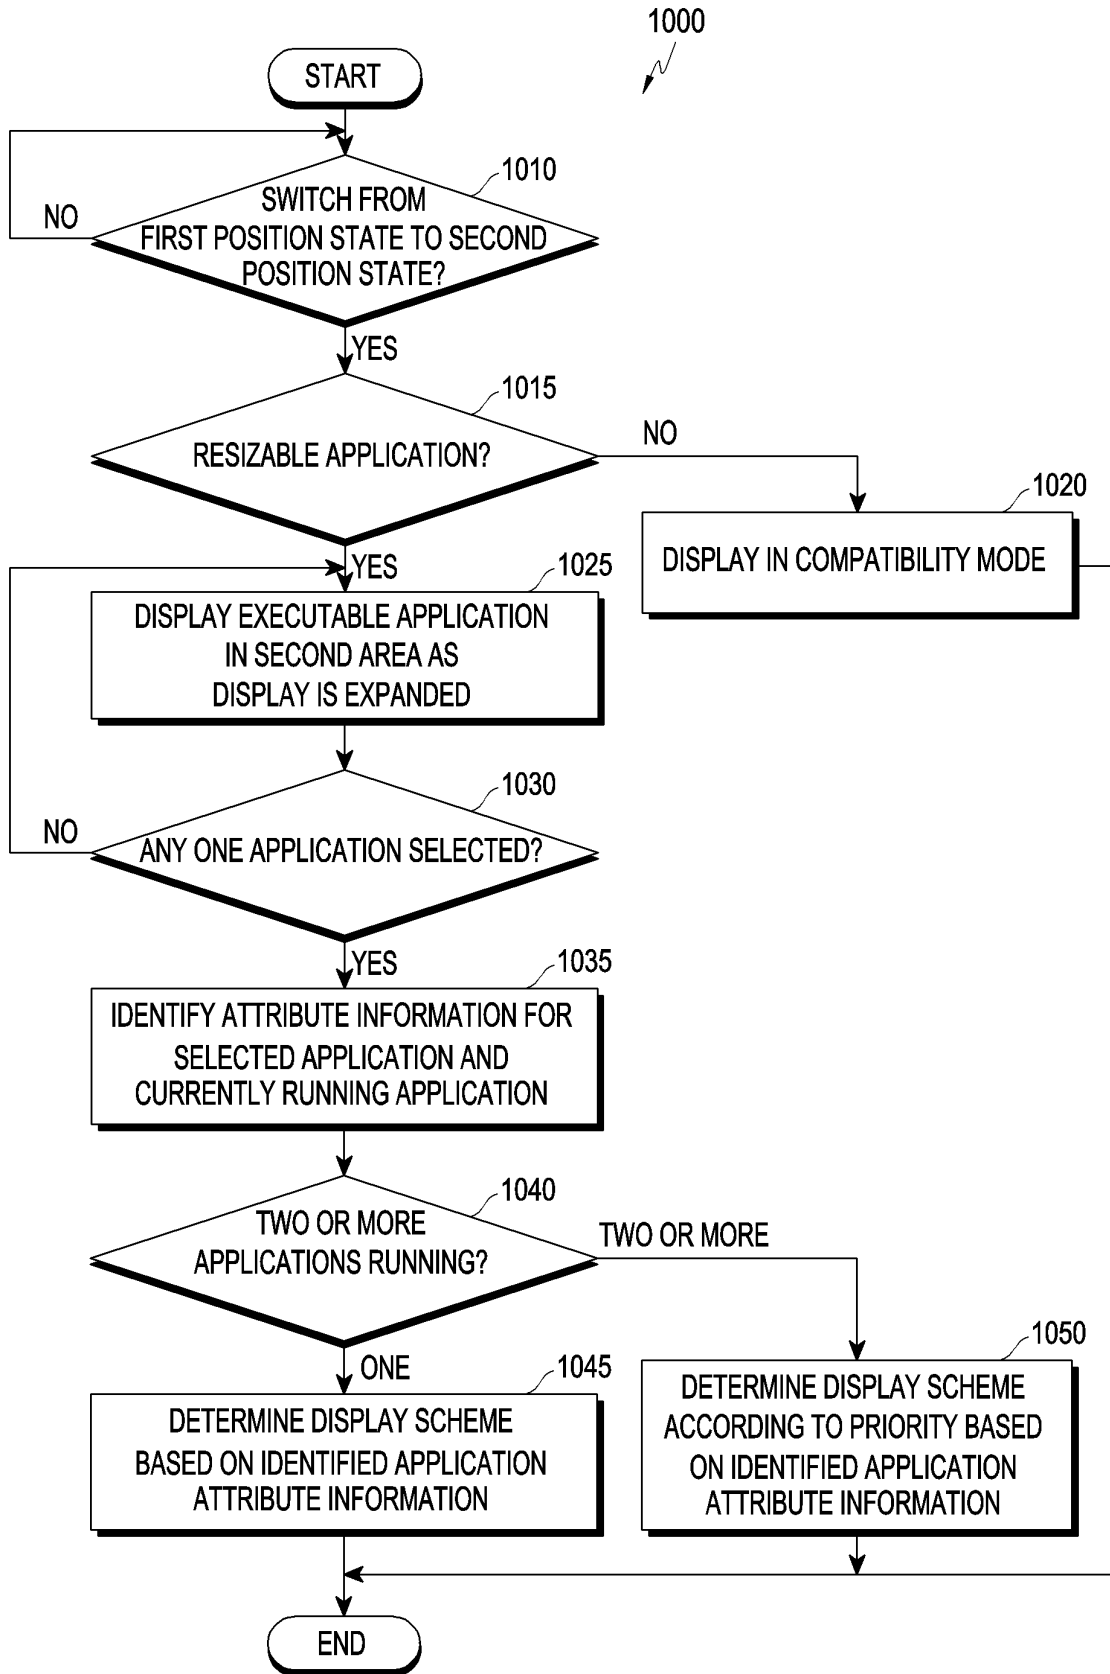 1000
START
1010
SWITCH FROM
FIRST POSITION STATE TO SECOND
POSITION STATE?
NO
YES
1015
RESIZABLE APPLICATION?
NO
1020
DISPLAY IN COMPATIBILITY MODE
YES
1025
DISPLAY EXECUTABLE APPLICATION
IN SECOND AREA AS
DISPLAY IS EXPANDED
1030
ANY ONE APPLICATION SELECTED?
NO
YES
1035
IDENTIFY ATTRIBUTE INFORMATION FOR
SELECTED APPLICATION AND
CURRENTLY RUNNING APPLICATION
1040
TWO OR MORE
APPLICATIONS RUNNING?
TWO OR MORE
ONE
1045
DETERMINE DISPLAY SCHEME
BASED ON IDENTIFIED APPLICATION
ATTRIBUTE INFORMATION
1050
DETERMINE DISPLAY SCHEME
ACCORDING TO PRIORITY BASED
ON IDENTIFIED APPLICATION
ATTRIBUTE INFORMATION
END